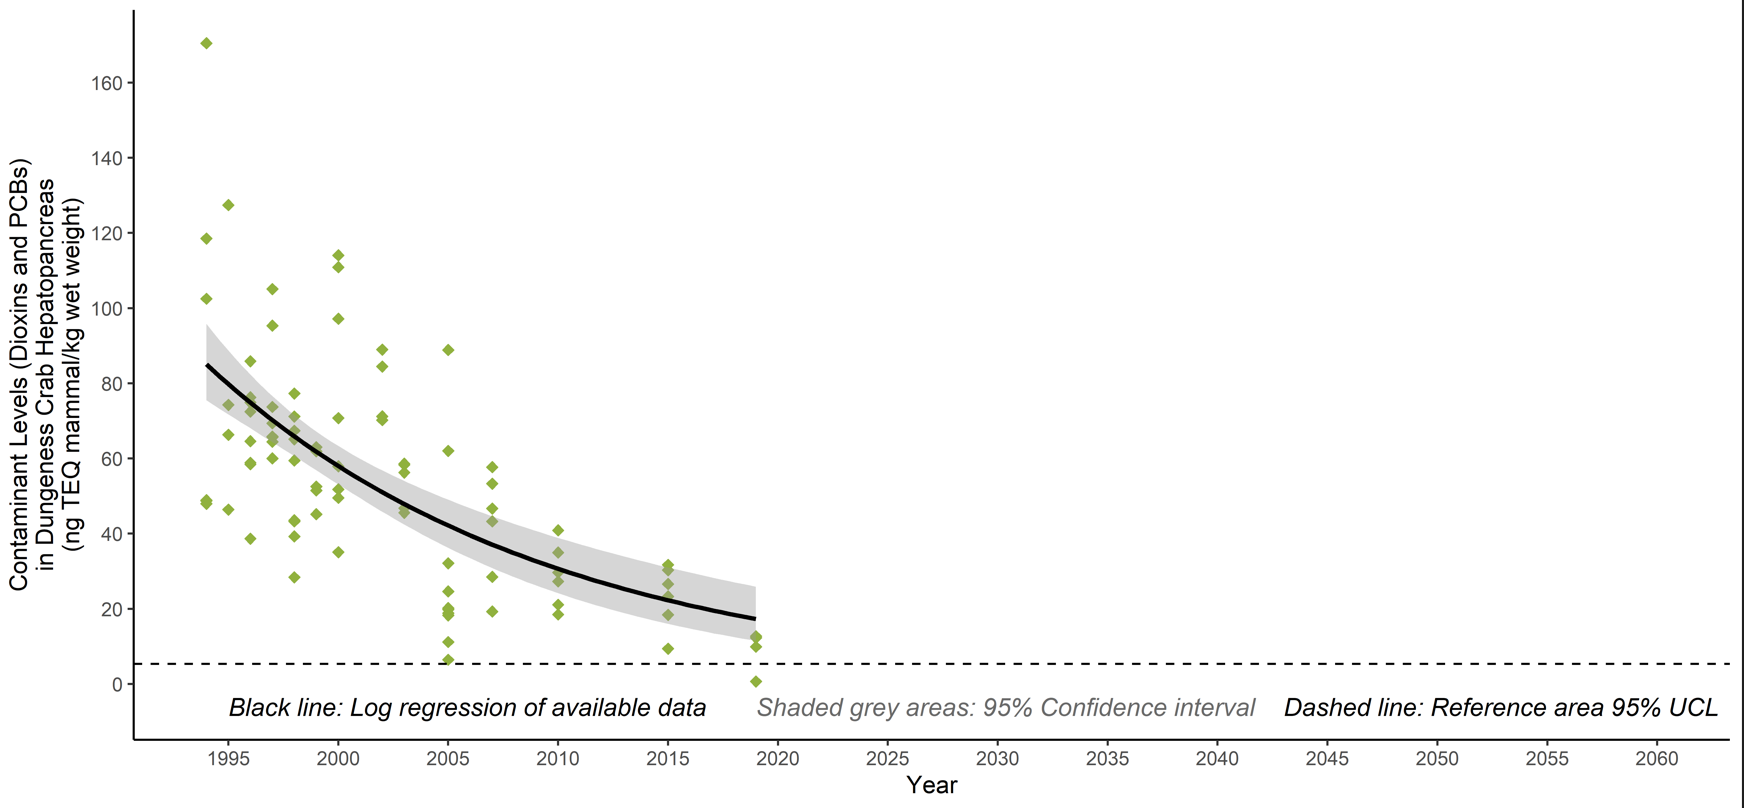 Contaminant Levels (Dioxins and PCBs)
in Dungeness Crab Hepatopancreas
(ng TEQ mammal/kg wet weight)
160
140
120
100
80
60
40
20
0
Black line: Log regression of available data
Shaded grey areas: 95% Confidence interval
Dashed line: Reference area 95% UCL
1995 2000 2005 2010 2015 2020 2025 2030 2035 2040 2045 2050 2055 2060
Year